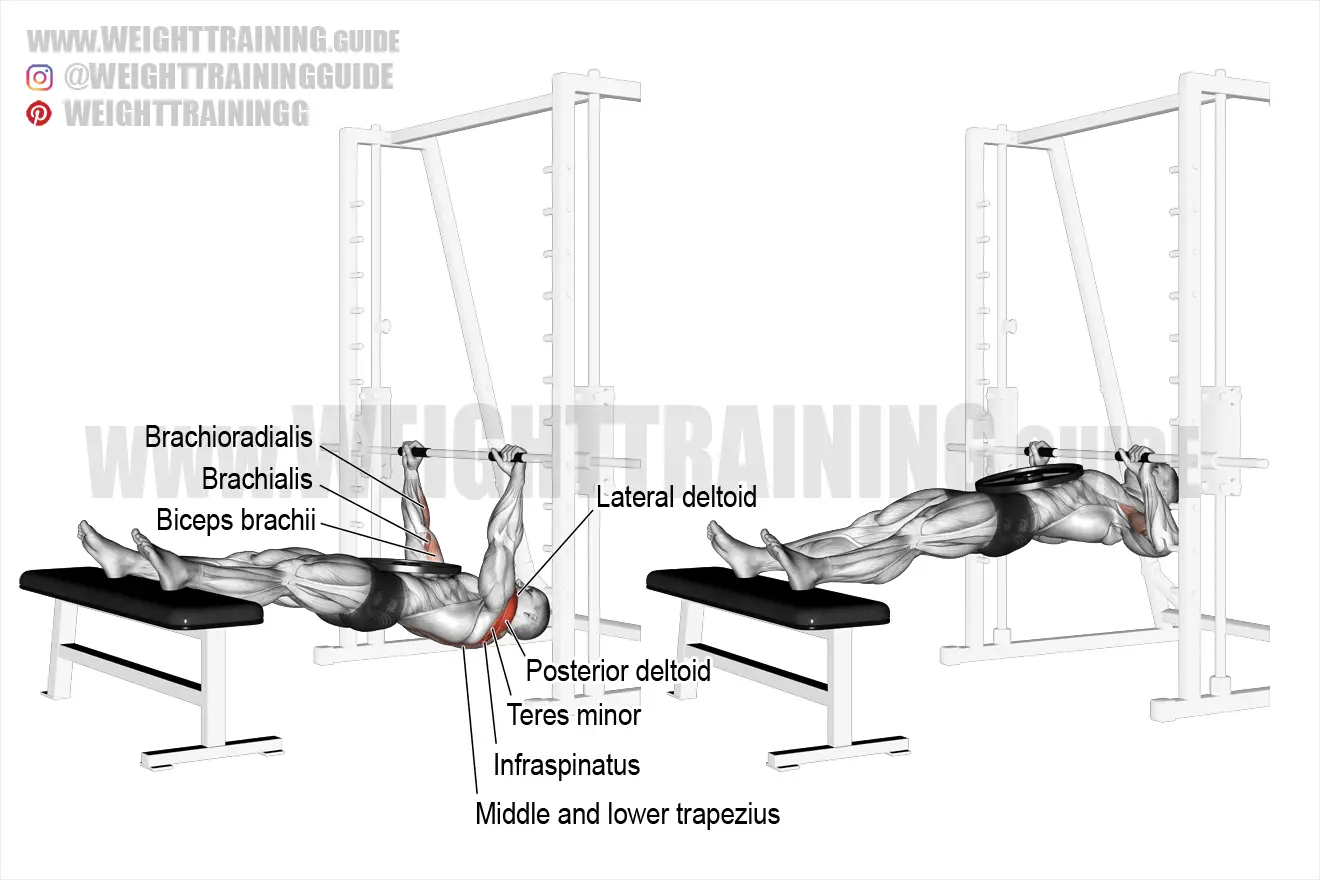 www.WEIGHTTRAINING.GUIDE
@WEIGHTTRAININGGUIDE
WEIGHTTRAININGG
www.WEIGHTTRAINING.GUIDE
Brachioradialis
Brachialis
Biceps brachii
Lateral deltoid
Posterior deltoid
Teres minor
Infraspinatus
Middle and lower trapezius